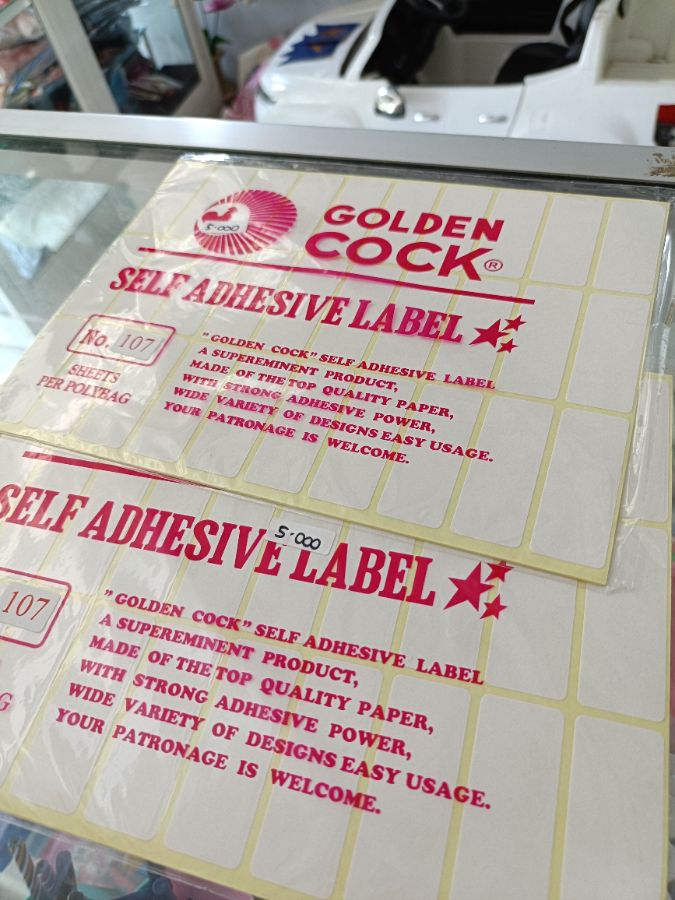 5.000
GOLDEN
COCK®
SELF ADHESIVE LABEL
No. 107
SHEETS
PER POLYBAG
"GOLDEN COCK" SELF ADHESIVE LABEL
A SUPEREMINENT PRODUCT,
MADE OF THE TOP QUALITY PAPER,
WITH STRONG ADHESIVE POWER,
WIDE VARIETY OF DESIGNS EASY USAGE.
YOUR PATRONAGE IS WELCOME.
SELF ADHESIVE LABEL
5.000
107
G
"GOLDEN COCK" SELF ADHESIVE LABEL
A SUPEREMINENT PRODUCT,
MADE OF THE TOP QUALITY PAPER,
WITH STRONG ADHESIVE POWER,
WIDE VARIETY OF DESIGNS EASY USAGE.
YOUR PATRONAGE IS WELCOME.